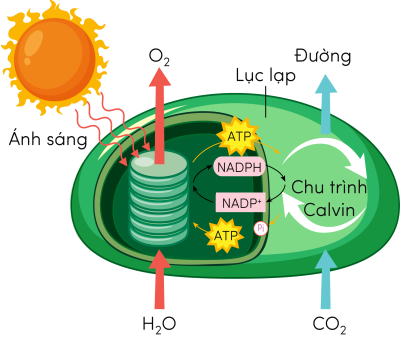 O₂
Đường
Lục lạp
Ánh sáng
ATP
NADPH
NADP⁺
Chu trình
Calvin
ATP
Pi
H₂O
CO₂